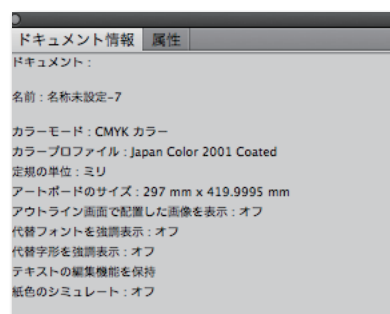 ドキュメント情報 属性
ドキュメント :
名前 : 名称未設定-7
カラーモード : CMYK カラー
カラープロファイル : Japan Color 2001 Coated
定規の単位 : ミリ
アートボードのサイズ : 297 mm x 419.9995 mm
アウトライン画面で配置した画像を表示 : オフ
代替フォントを強調表示 : オフ
代替字形を強調表示 : オフ
テキストの編集機能を保持
紙色のシミュレート : オフ